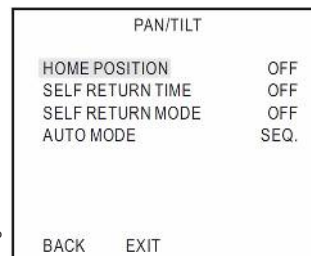 PAN/TILT
HOME POSITION OFF
SELF RETURN TIME OFF
SELF RETURN MODE OFF
AUTO MODE SEQ.
BACK EXIT